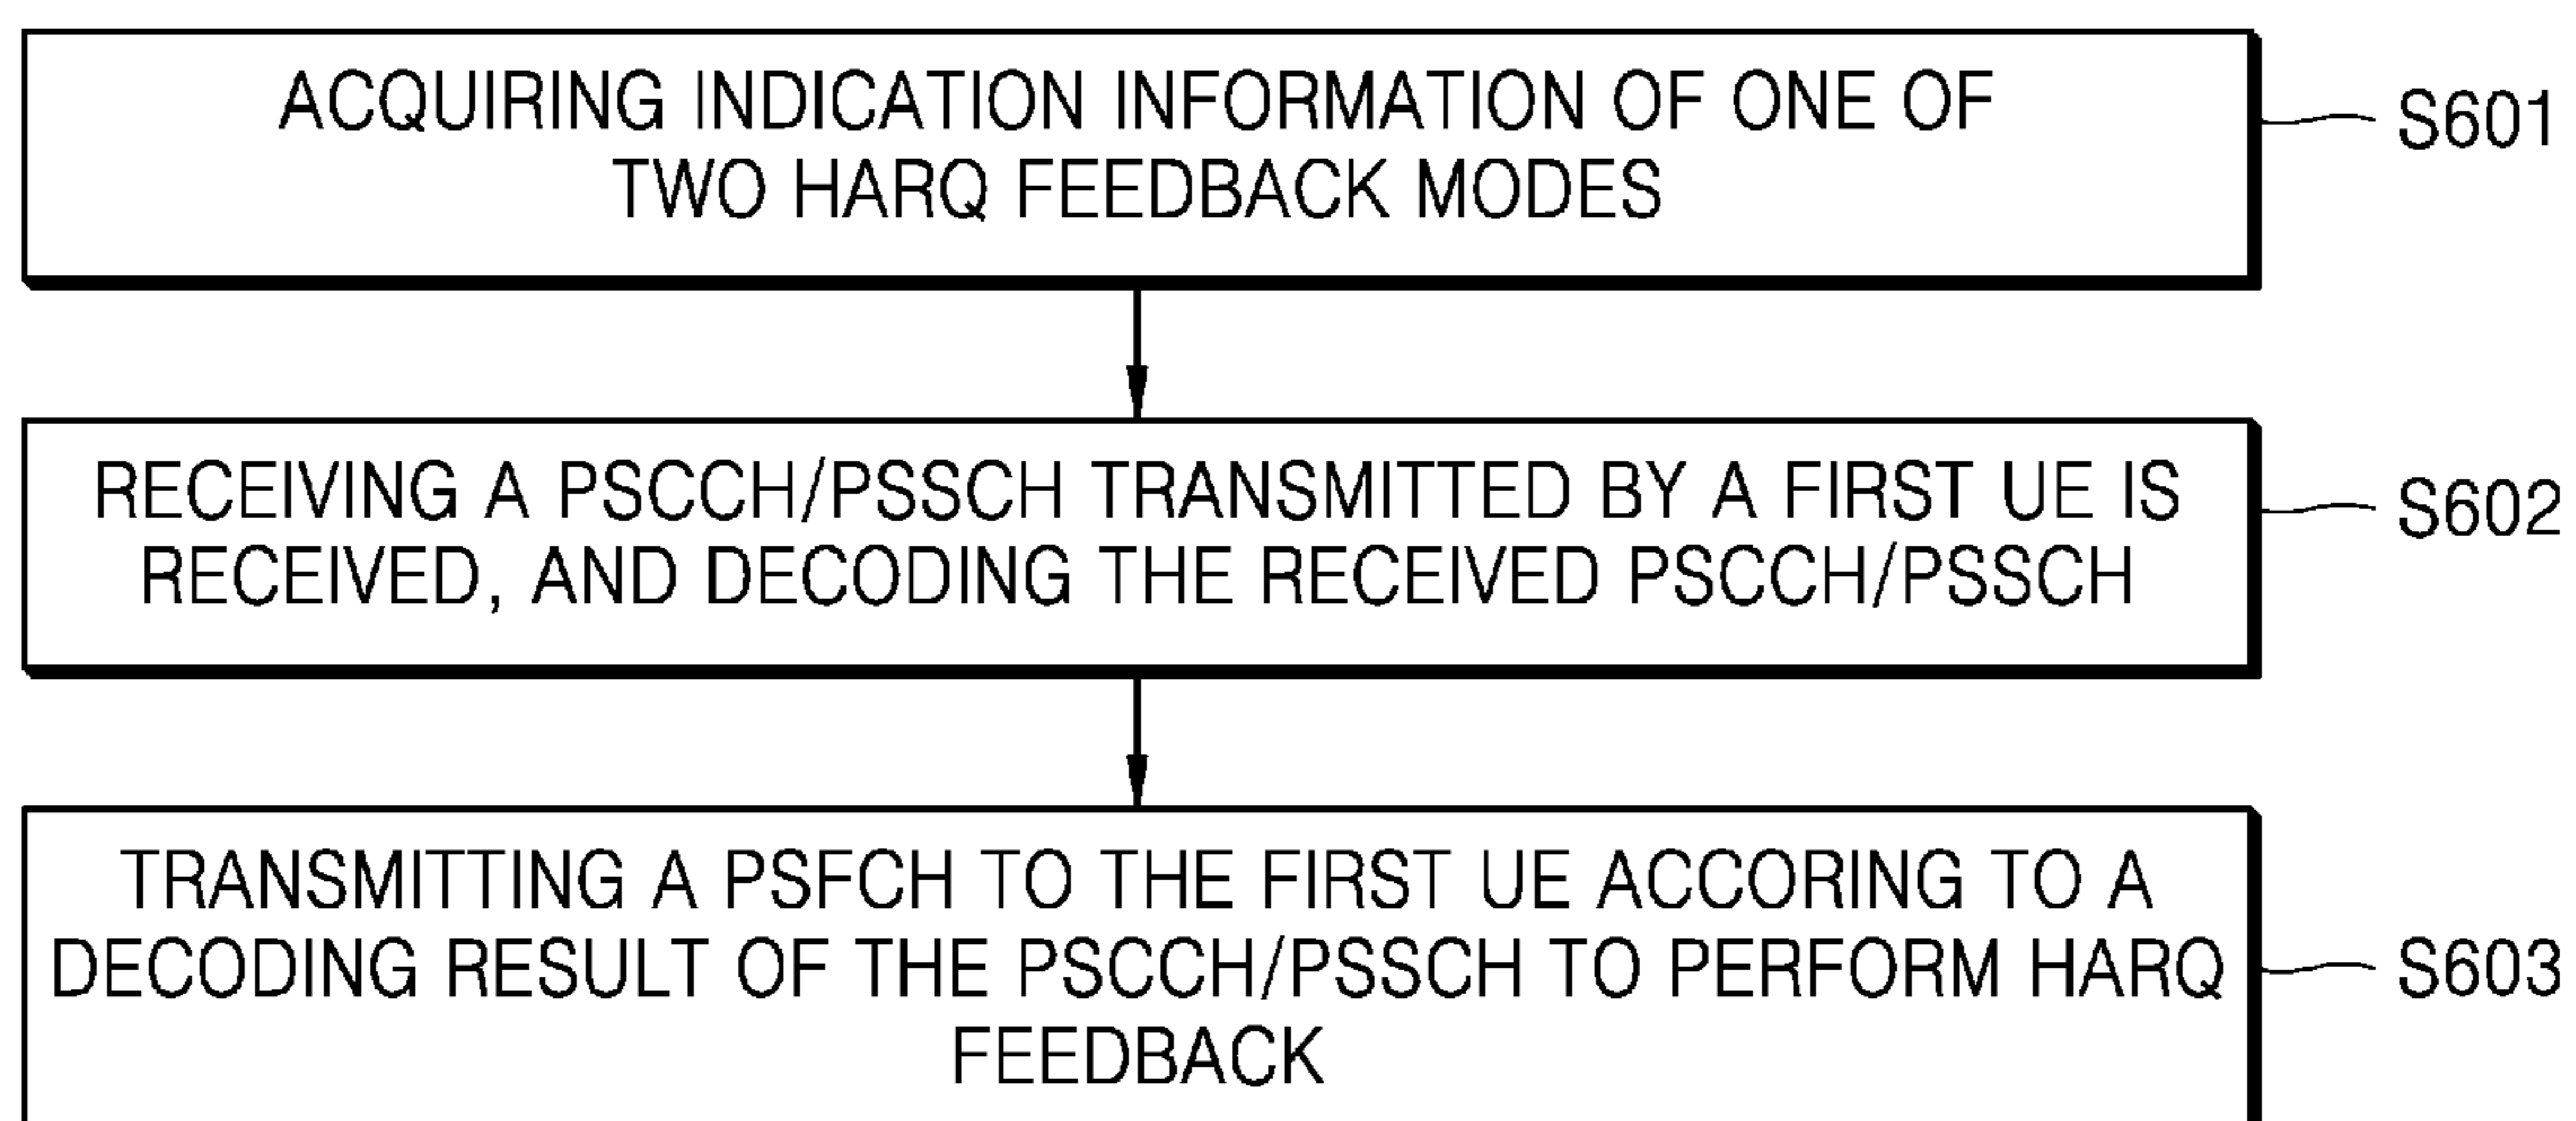 ACQUIRING INDICATION INFORMATION OF ONE OF
TWO HARQ FEEDBACK MODES
S601
RECEIVING A PSCCH/PSSCH TRANSMITTED BY A FIRST UE IS
RECEIVED, AND DECODING THE RECEIVED PSCCH/PSSCH
S602
TRANSMITTING A PSFCH TO THE FIRST UE ACCORING TO A
DECODING RESULT OF THE PSCCH/PSSCH TO PERFORM HARQ
FEEDBACK
S603